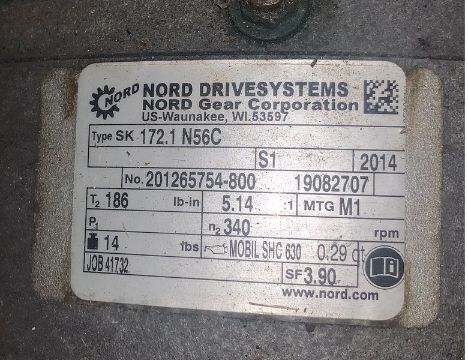 NORD
NORD DRIVESYSTEMS
NORD Gear Corporation
US-Waunakee, WI.53597
Type SK 172.1 N56C
S1 2014
No. 201265754-800 19082707
T2 186 lb-in 5.14 :1 MTG M1
P1 n2 340 rpm
14 lbs MOBIL SHC 630 0.29 qt
JOB 41732 SF 3.90
www.nord.com